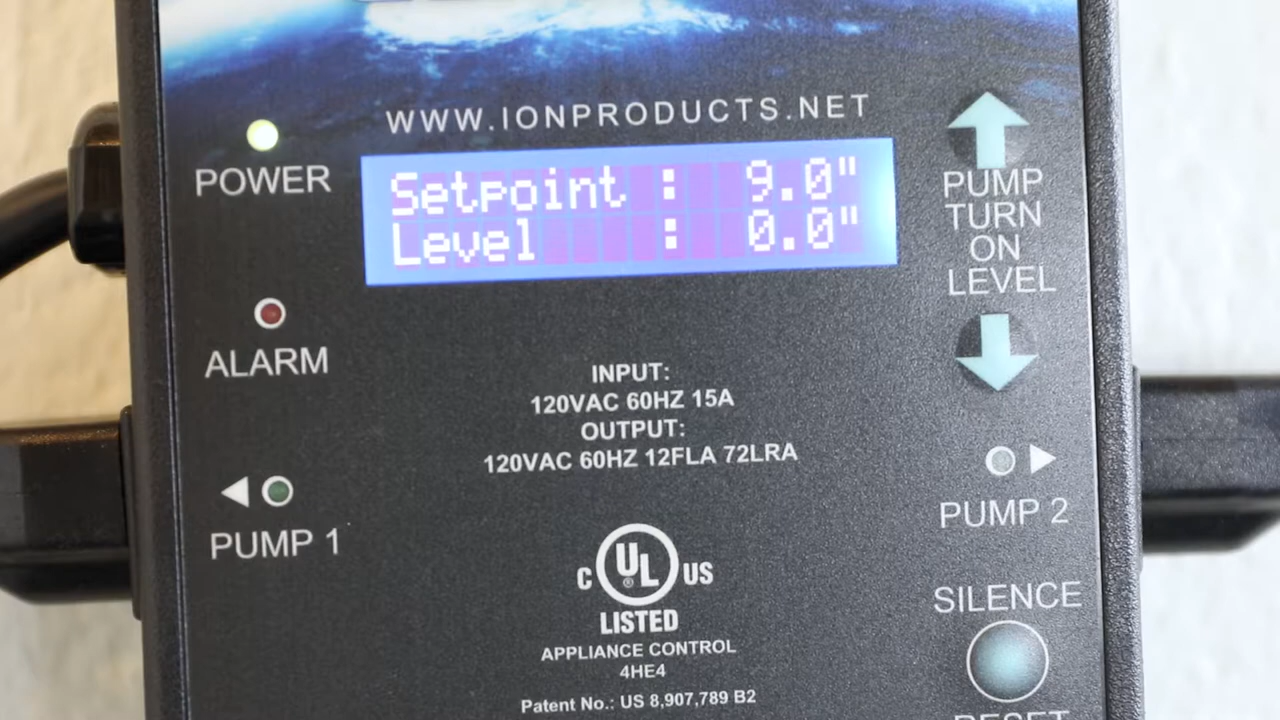 WWW.IONPRODUCTS.NET
POWER
Setpoint : 9.0"
Level : 0.0"
PUMP
TURN
ON
LEVEL
ALARM
INPUT:
120VAC 60HZ 15A
OUTPUT:
120VAC 60HZ 12FLA 72LRA
PUMP 1
PUMP 2
C UL® US
LISTED
APPLIANCE CONTROL
4HE4
Patent No.: US 8,907,789 B2
SILENCE
RESET